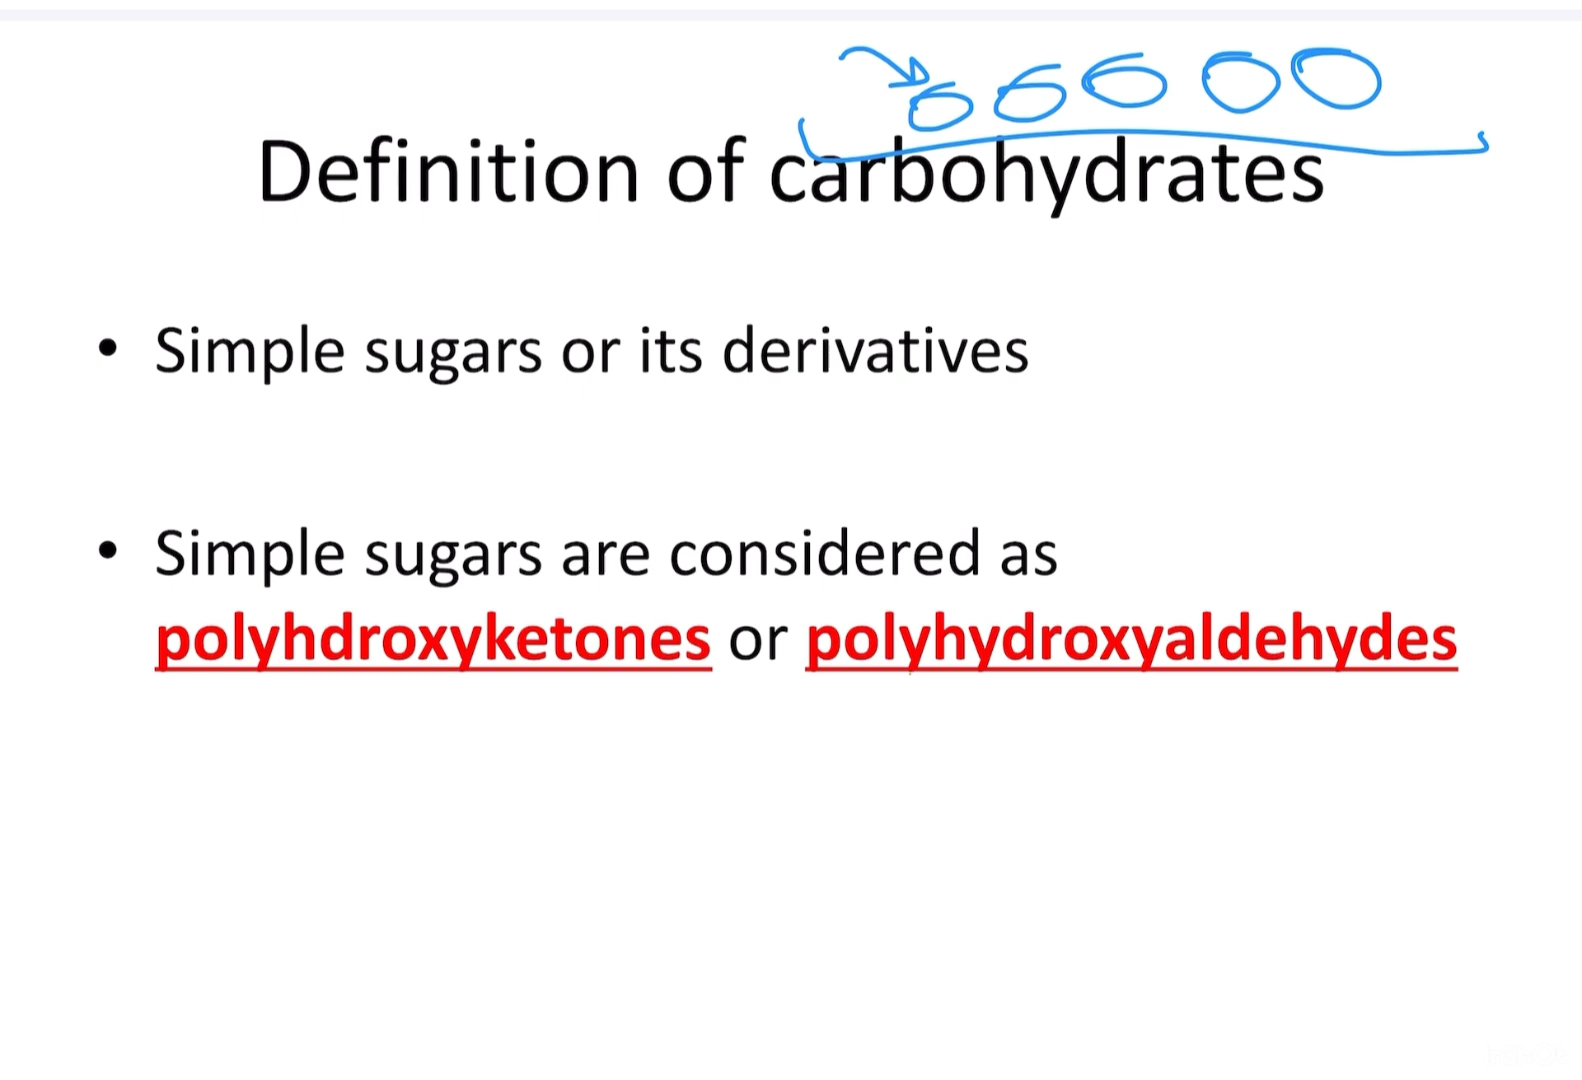 Definition of carbohydrates
• Simple sugars or its derivatives
• Simple sugars are considered as
polyhdroxyketones or polyhydroxyaldehydes